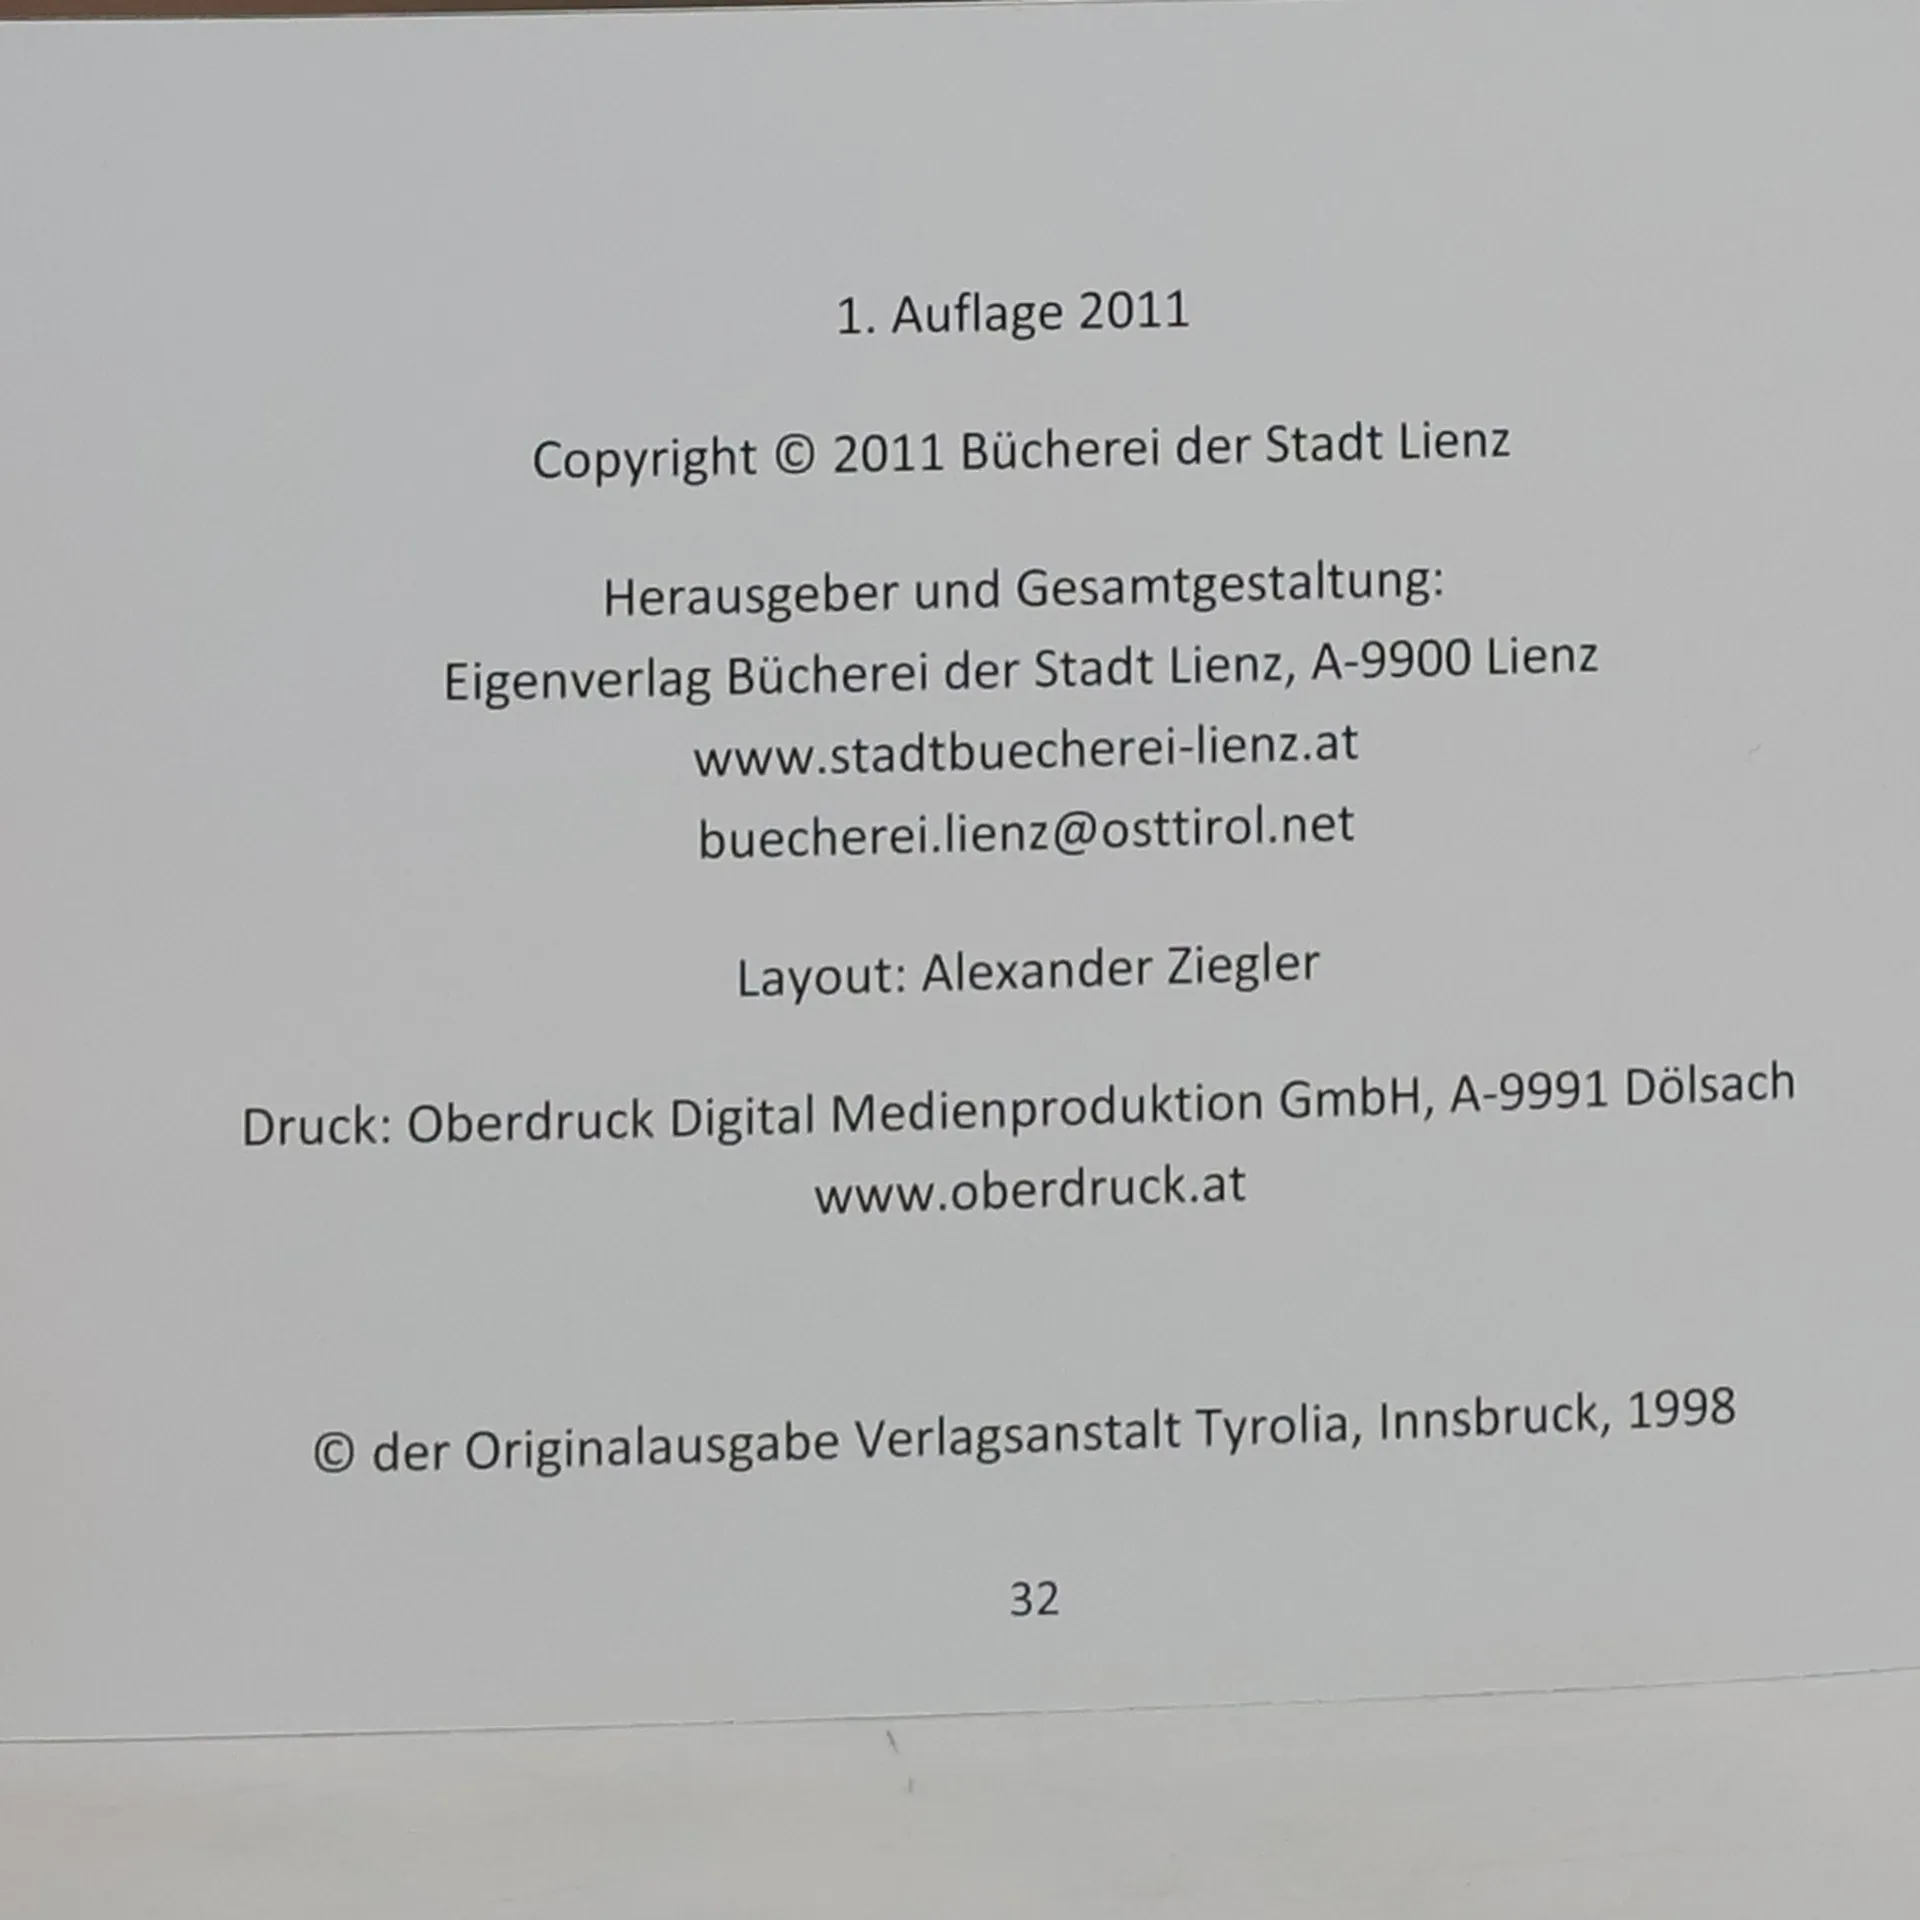 1. Auflage 2011
Copyright © 2011 Bücherei der Stadt Lienz
Herausgeber und Gesamtgestaltung:
Eigenverlag Bücherei der Stadt Lienz, A-9900 Lienz
www.stadtbuecherei-lienz.at
buecherei.lienz@osttirol.net
Layout: Alexander Ziegler
Druck: Oberdruck Digital Medienproduktion GmbH, A-9991 Dölsach
www.oberdruck.at
© der Originalausgabe Verlagsanstalt Tyrolia, Innsbruck, 1998
32